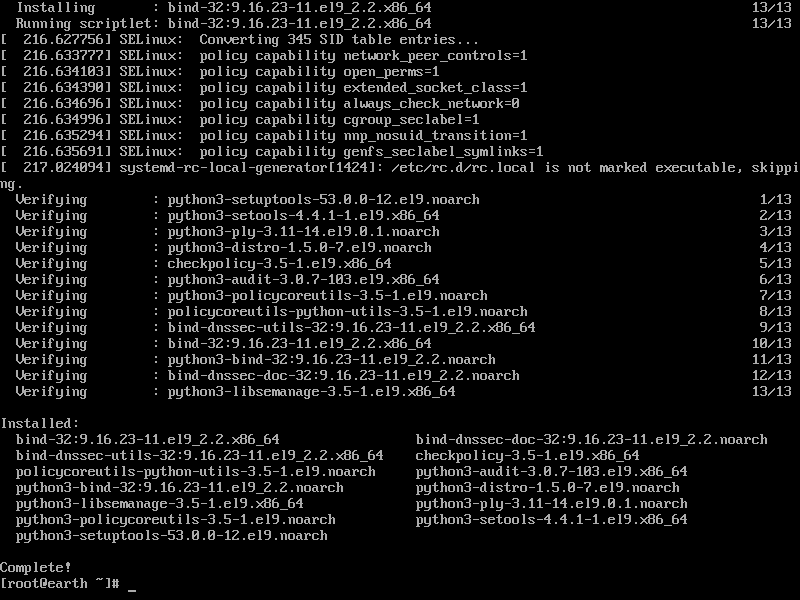 Installing       : bind-32:9.16.23-11.el9_2.2.x86_64                                        13/13
  Running scriptlet: bind-32:9.16.23-11.el9_2.2.x86_64                                        13/13
[  216.627756] SELinux:  Converting 345 SID table entries...
[  216.633777] SELinux:  policy capability network_peer_controls=1
[  216.634103] SELinux:  policy capability open_perms=1
[  216.634390] SELinux:  policy capability extended_socket_class=1
[  216.634696] SELinux:  policy capability always_check_network=0
[  216.634996] SELinux:  policy capability cgroup_seclabel=1
[  216.635294] SELinux:  policy capability nnp_nosuid_transition=1
[  216.635691] SELinux:  policy capability genfs_seclabel_symlinks=1
[  217.024094] systemd-rc-local-generator[1424]: /etc/rc.d/rc.local is not marked executable, skippi
ng.
  Verifying        : python3-setuptools-53.0.0-12.el9.noarch                                   1/13
  Verifying        : python3-setools-4.4.1-1.el9.x86_64                                        2/13
  Verifying        : python3-ply-3.11-14.el9.0.1.noarch                                        3/13
  Verifying        : python3-distro-1.5.0-7.el9.noarch                                         4/13
  Verifying        : checkpolicy-3.5-1.el9.x86_64                                              5/13
  Verifying        : python3-audit-3.0.7-103.el9.x86_64                                        6/13
  Verifying        : python3-policycoreutils-3.5-1.el9.noarch                                  7/13
  Verifying        : policycoreutils-python-utils-3.5-1.el9.noarch                             8/13
  Verifying        : bind-dnssec-utils-32:9.16.23-11.el9_2.2.x86_64                            9/13
  Verifying        : bind-32:9.16.23-11.el9_2.2.x86_64                                        10/13
  Verifying        : python3-bind-32:9.16.23-11.el9_2.2.noarch                                11/13
  Verifying        : bind-dnssec-doc-32:9.16.23-11.el9_2.2.noarch                             12/13
  Verifying        : python3-libsemanage-3.5-1.el9.x86_64                                     13/13
Installed:
  bind-32:9.16.23-11.el9_2.2.x86_64                 bind-dnssec-doc-32:9.16.23-11.el9_2.2.noarch
  bind-dnssec-utils-32:9.16.23-11.el9_2.2.x86_64    checkpolicy-3.5-1.el9.x86_64
  policycoreutils-python-utils-3.5-1.el9.noarch     python3-audit-3.0.7-103.el9.x86_64
  python3-bind-32:9.16.23-11.el9_2.2.noarch         python3-distro-1.5.0-7.el9.noarch
  python3-libsemanage-3.5-1.el9.x86_64              python3-ply-3.11-14.el9.0.1.noarch
  python3-policycoreutils-3.5-1.el9.noarch          python3-setools-4.4.1-1.el9.x86_64
  python3-setuptools-53.0.0-12.el9.noarch
Complete!
[root@earth ~]# _